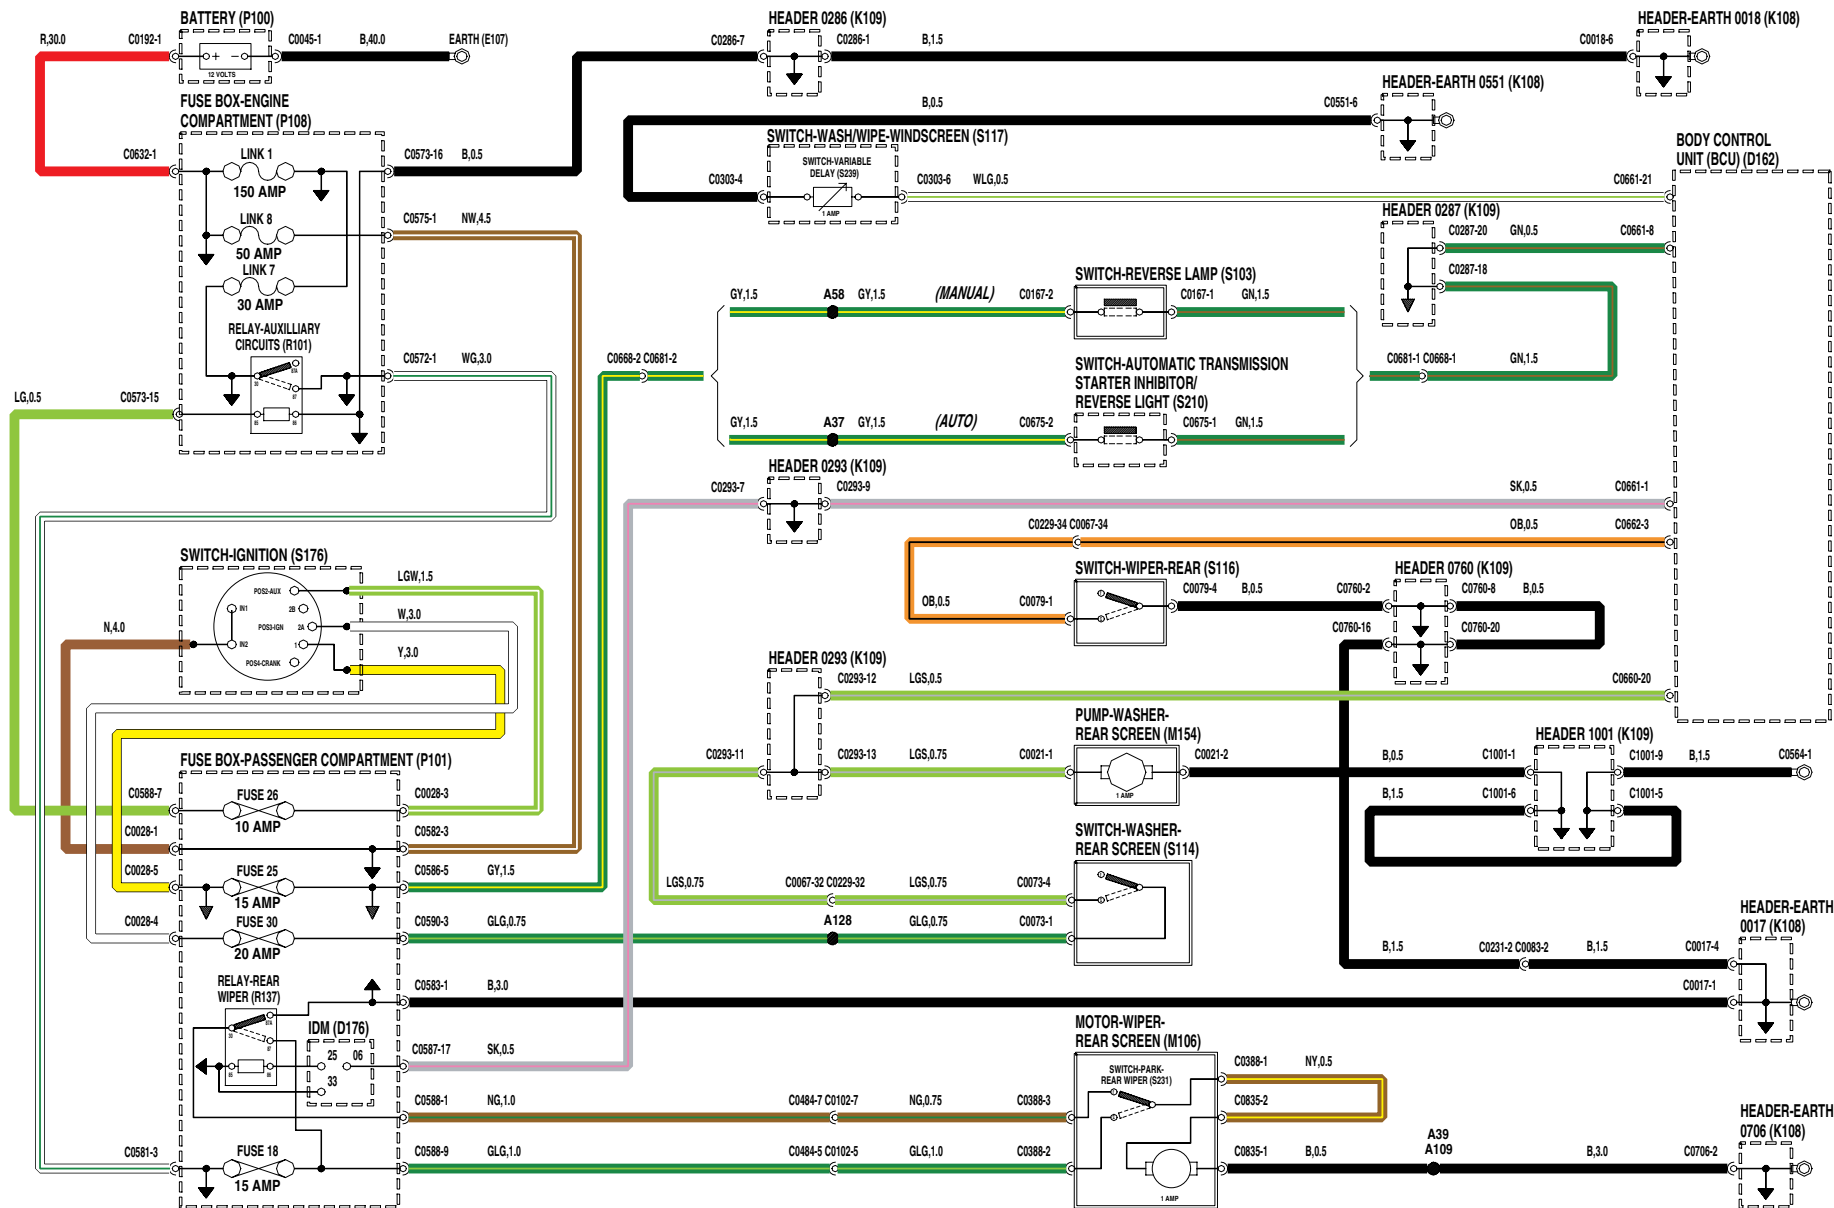 BATTERY (P100)
HEADER 0286 (K109)
HEADER-EARTH 0018 (K108)
R,30.0
C0192-1
C0045-1
B,40.0
EARTH (E107)
C0286-7
C0286-1
B,1.5
C0018-6
12 VOLTS
HEADER-EARTH 0551 (K108)
FUSE BOX-ENGINE
COMPARTMENT (P108)
B,0.5
C0551-6
SWITCH-WASH/WIPE-WINDSCREEN (S117)
BODY CONTROL
UNIT (BCU) (D162)
C0632-1
LINK 1
150 AMP
C0573-16
B,0.5
SWITCH-VARIABLE
DELAY (S239)
1 AMP
C0303-4
C0303-6
WLG,0.5
C0661-21
LINK 8
50 AMP
C0575-1
NW,4.5
HEADER 0287 (K109)
C0287-20
GN,0.5
C0661-8
LINK 7
30 AMP
C0287-18
SWITCH-REVERSE LAMP (S103)
GY,1.5
A58
GY,1.5
(MANUAL)
C0167-2
C0167-1
GN,1.5
RELAY-AUXILLIARY
CIRCUITS (R101)
87A
30
87
85
86
C0572-1
WG,3.0
C0668-2 C0681-2
SWITCH-AUTOMATIC TRANSMISSION
STARTER INHIBITOR/
REVERSE LIGHT (S210)
C0681-1 C0668-1
GN,1.5
LG,0.5
C0573-15
GY,1.5
A37
GY,1.5
(AUTO)
C0675-2
C0675-1
GN,1.5
HEADER 0293 (K109)
C0293-7
C0293-9
SK,0.5
C0661-1
C0229-34 C0067-34
OB,0.5
C0662-3
SWITCH-IGNITION (S176)
SWITCH-WIPER-REAR (S116)
HEADER 0760 (K109)
POS2-AUX
IN1
2B
POS3-IGN
2A
IN2
1
POS4-CRANK
LGW,1.5
W,3.0
Y,3.0
N,4.0
OB,0.5
C0079-1
C0079-4
B,0.5
C0760-2
C0760-8
B,0.5
C0760-16
C0760-20
HEADER 0293 (K109)
C0293-12
LGS,0.5
C0660-20
PUMP-WASHER-
REAR SCREEN (M154)
HEADER 1001 (K109)
C0293-11
C0293-13
LGS,0.75
C0021-1
C0021-2
B,0.5
C1001-1
C1001-9
B,1.5
C0564-1
1 AMP
B,1.5
C1001-6
C1001-5
FUSE BOX-PASSENGER COMPARTMENT (P101)
C0588-7
FUSE 26
10 AMP
C0028-3
C0028-1
C0582-3
SWITCH-WASHER-
REAR SCREEN (S114)
C0028-5
FUSE 25
15 AMP
C0586-5
GY,1.5
LGS,0.75
C0067-32 C0229-32
LGS,0.75
C0073-4
C0028-4
FUSE 30
20 AMP
C0590-3
GLG,0.75
A128
GLG,0.75
C0073-1
HEADER-EARTH
0017 (K108)
B,1.5
C0231-2 C0083-2
B,1.5
C0017-4
RELAY-REAR
WIPER (R137)
87A
30
87
85
86
C0583-1
B,3.0
C0017-1
IDM (D176)
25
06
33
C0587-17
SK,0.5
MOTOR-WIPER-
REAR SCREEN (M106)
SWITCH-PARK-
REAR WIPER (S231)
C0388-1
NY,0.5
C0588-1
NG,1.0
C0484-7 C0102-7
NG,0.75
C0388-3
C0835-2
HEADER-EARTH
0706 (K108)
C0581-3
FUSE 18
15 AMP
C0588-9
GLG,1.0
C0484-5 C0102-5
GLG,1.0
C0388-2
1 AMP
C0835-1
B,0.5
A39
A109
B,3.0
C0706-2